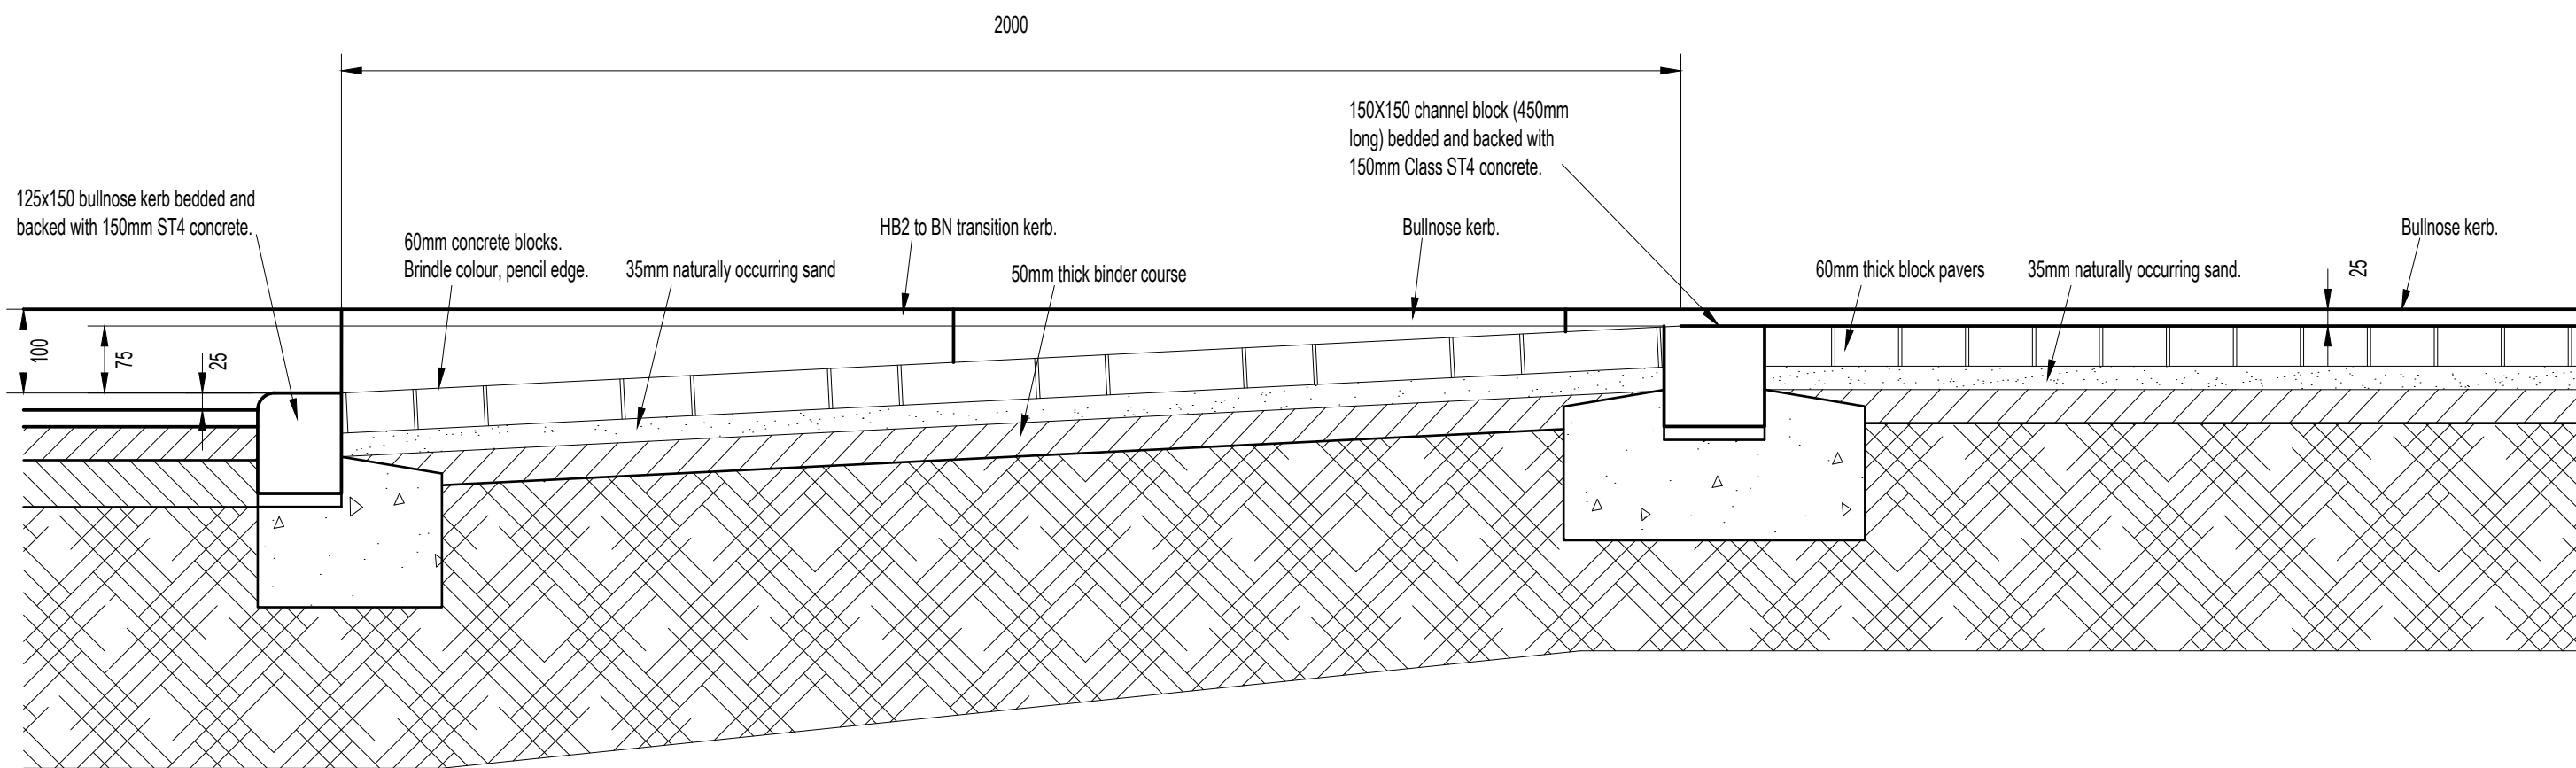 2000
150X150 channel block (450mm
long) bedded and backed with
150mm Class ST4 concrete.
125x150 bullnose kerb bedded and
backed with 150mm ST4 concrete.
60mm concrete blocks.
Brindle colour, pencil edge.
35mm naturally occurring sand
HB2 to BN transition kerb.
50mm thick binder course
Bullnose kerb.
60mm thick block pavers
35mm naturally occurring sand.
25
Bullnose kerb.
100
75
25